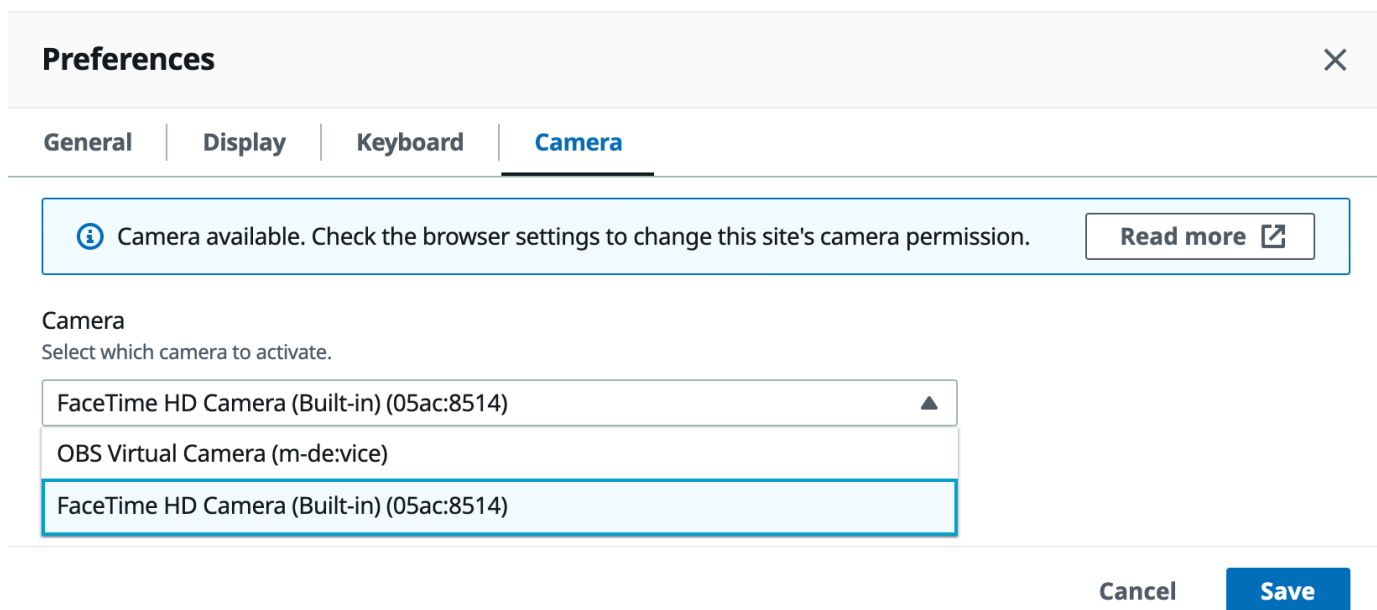 Preferences
General
Display
Keyboard
Camera
Camera available. Check the browser settings to change this site's camera permission.
Read more
Camera
Select which camera to activate.
FaceTime HD Camera (Built-in) (05ac:8514)
OBS Virtual Camera (m-de:vice)
FaceTime HD Camera (Built-in) (05ac:8514)
Cancel
Save